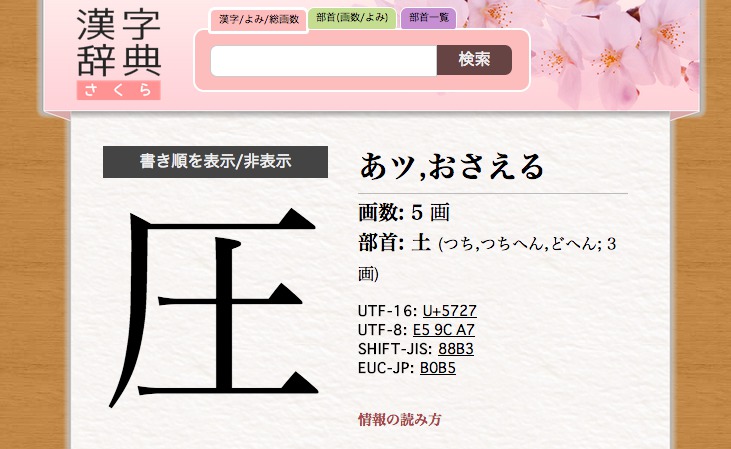 漢字
辞典
さくら
漢字/よみ/総画数
部首(画数/よみ)
部首一覧
検索
書き順を表示/非表示
圧
あツ,おさえる
画数: 5 画
部首: 土 (つち,つちへん,どへん; 3
画)
UTF-16: U+5727
UTF-8: E5 9C A7
SHIFT-JIS: 88B3
EUC-JP: B0B5
情報の読み方